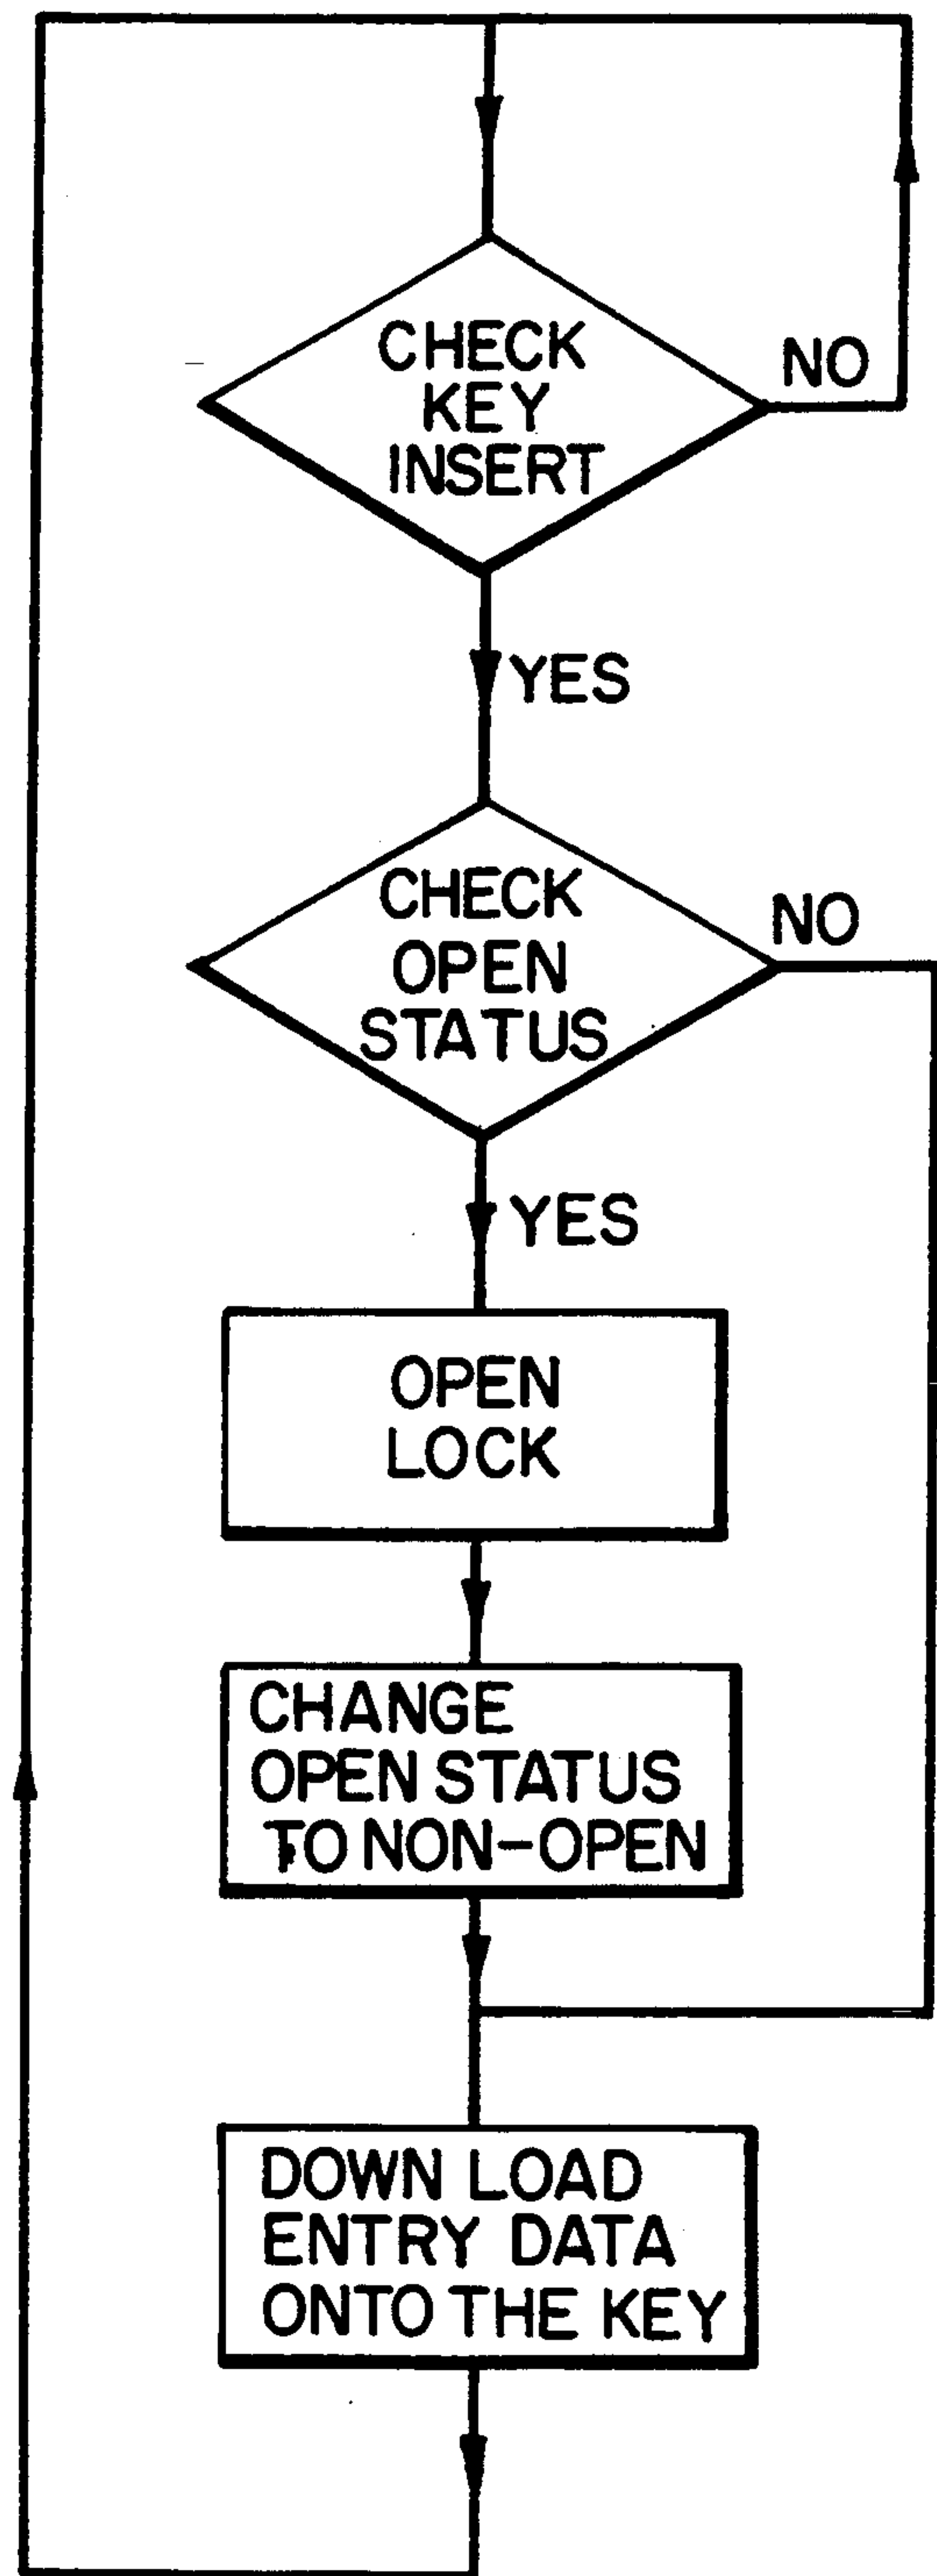 CHECK
KEY
INSERT
NO
YES
CHECK
OPEN
STATUS
NO
YES
OPEN
LOCK
CHANGE
OPEN STATUS
TO NON-OPEN
DOWN LOAD
ENTRY DATA
ONTO THE KEY